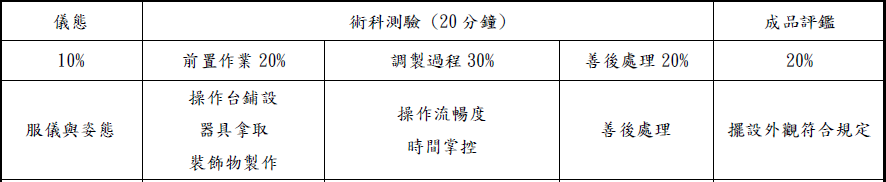 儀態 術科測驗（20 分鐘） 成品評鑑
10% 前置作業 20% 調製過程 30% 善後處理 20% 20%
服儀與姿態
操作台鋪設
器具拿取
裝飾物製作
操作流暢度
時間掌控
善後處理
擺設外觀符合規定